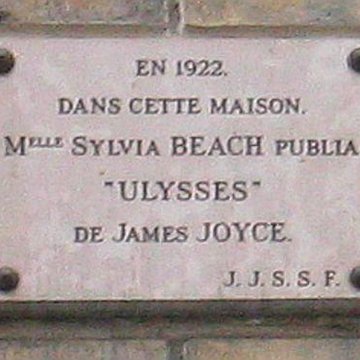 EN 1922.
DANS CETTE MAISON.
Melle SYLVIA BEACH PUBLIA
"ULYSSES"
DE JAMES JOYCE.
J. J. S. S. F.